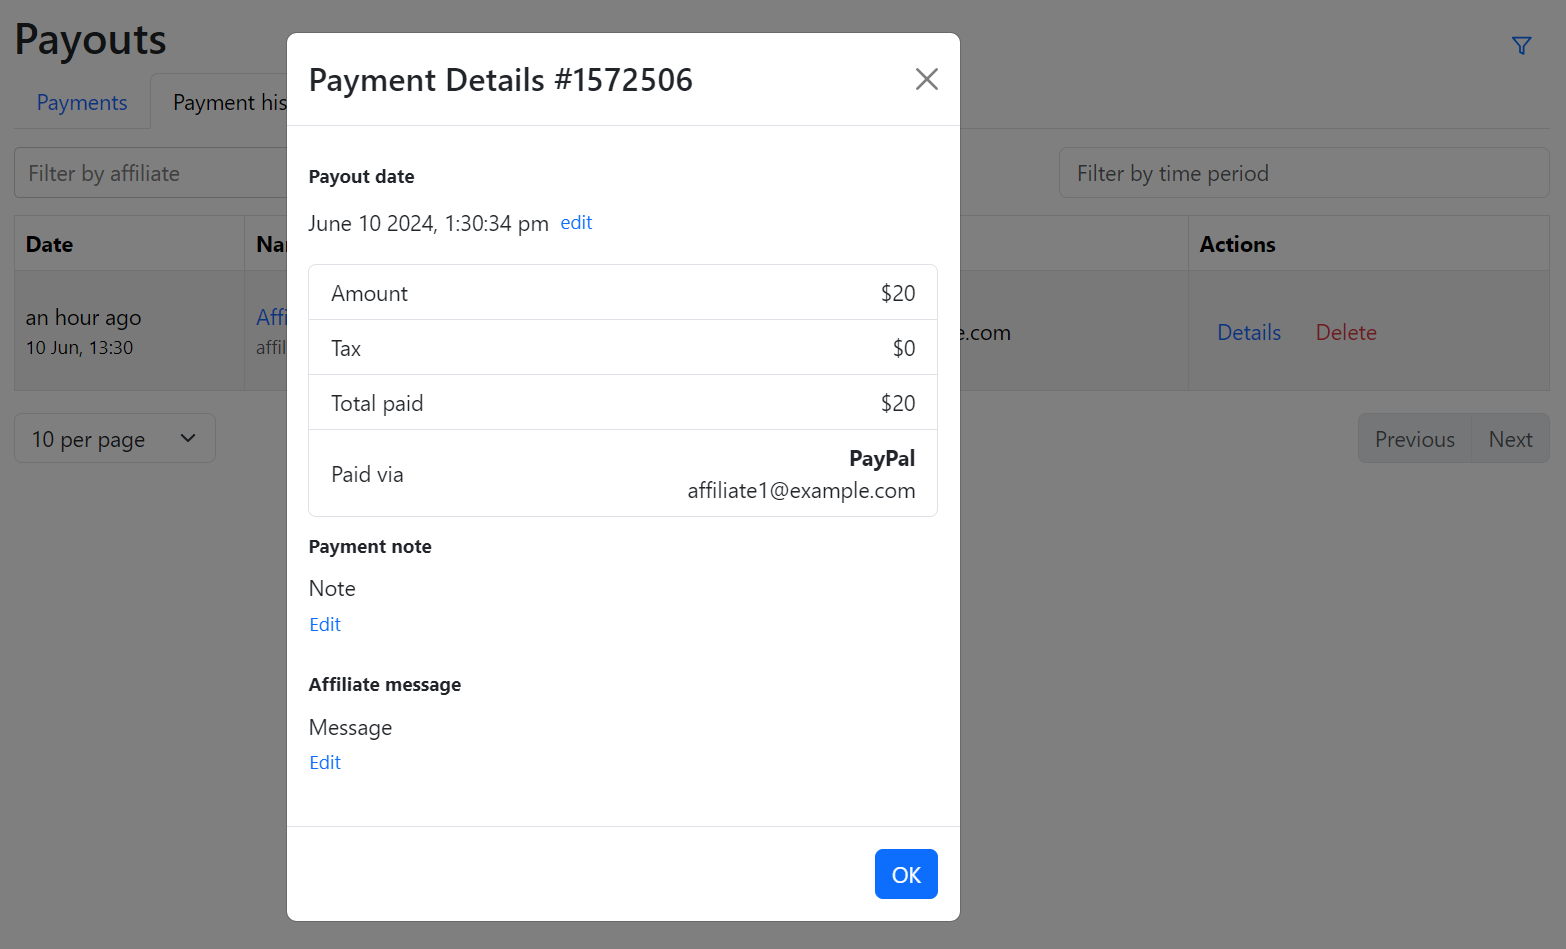 Payouts
Payments
Payment his
Filter by affiliate
Filter by time period
Date
Nar
Actions
an hour ago
10 Jun, 13:30
Affi
affil
e.com
Details
Delete
10 per page
Previous
Next
Payment Details #1572506
Payout date
June 10 2024, 1:30:34 pm edit
Amount $20
Tax $0
Total paid $20
Paid via
PayPal
affiliate1@example.com
Payment note
Note
Edit
Affiliate message
Message
Edit
OK